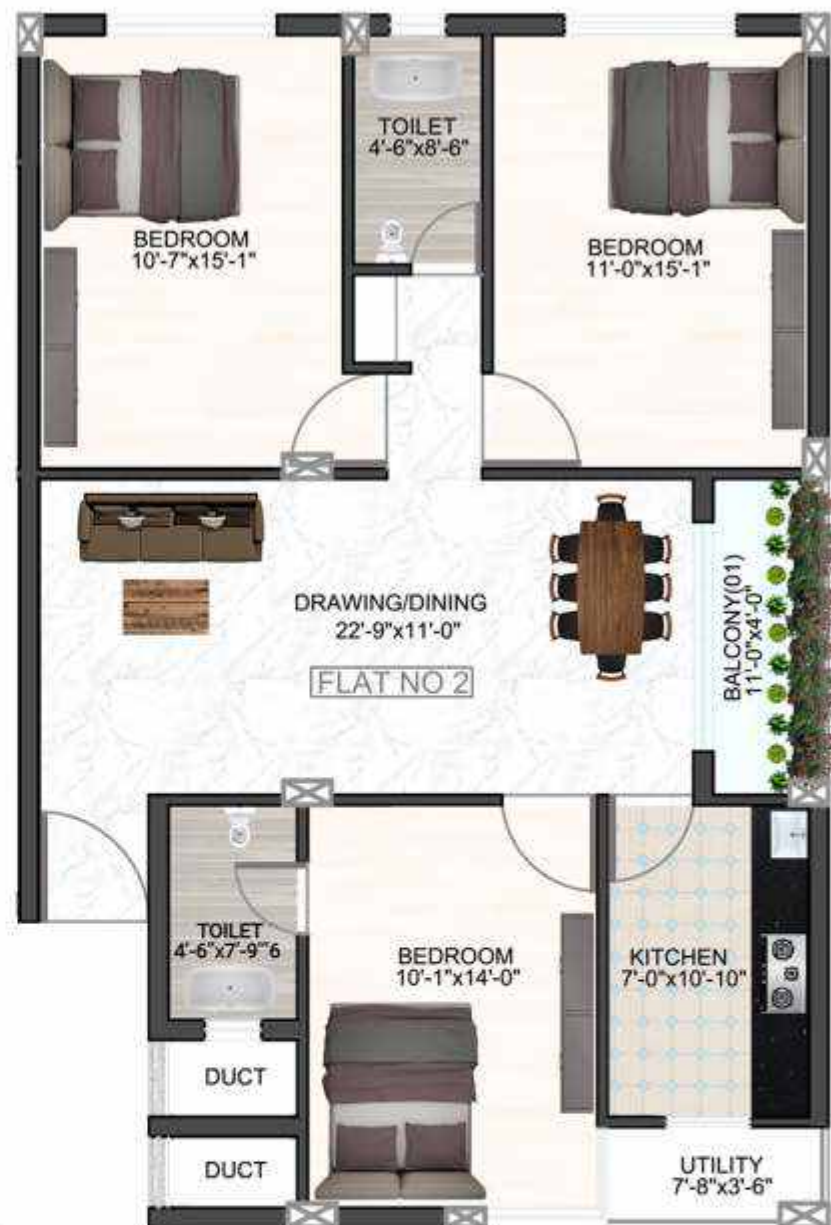 TOILET
4'-6"x8'-6"
BEDROOM
10'-7"x15'-1"
BEDROOM
11'-0"x15'-1"
DRAWING/DINING
22'-9"x11'-0"
FLAT NO 2
BALCONY(01)
11'-0"x4'-0"
TOILET
4'-6"x7'-9"'6
BEDROOM
10'-1"x14'-0"
KITCHEN
7'-0"x10'-10"
DUCT
DUCT
UTILITY
7'-8"x3'-6"